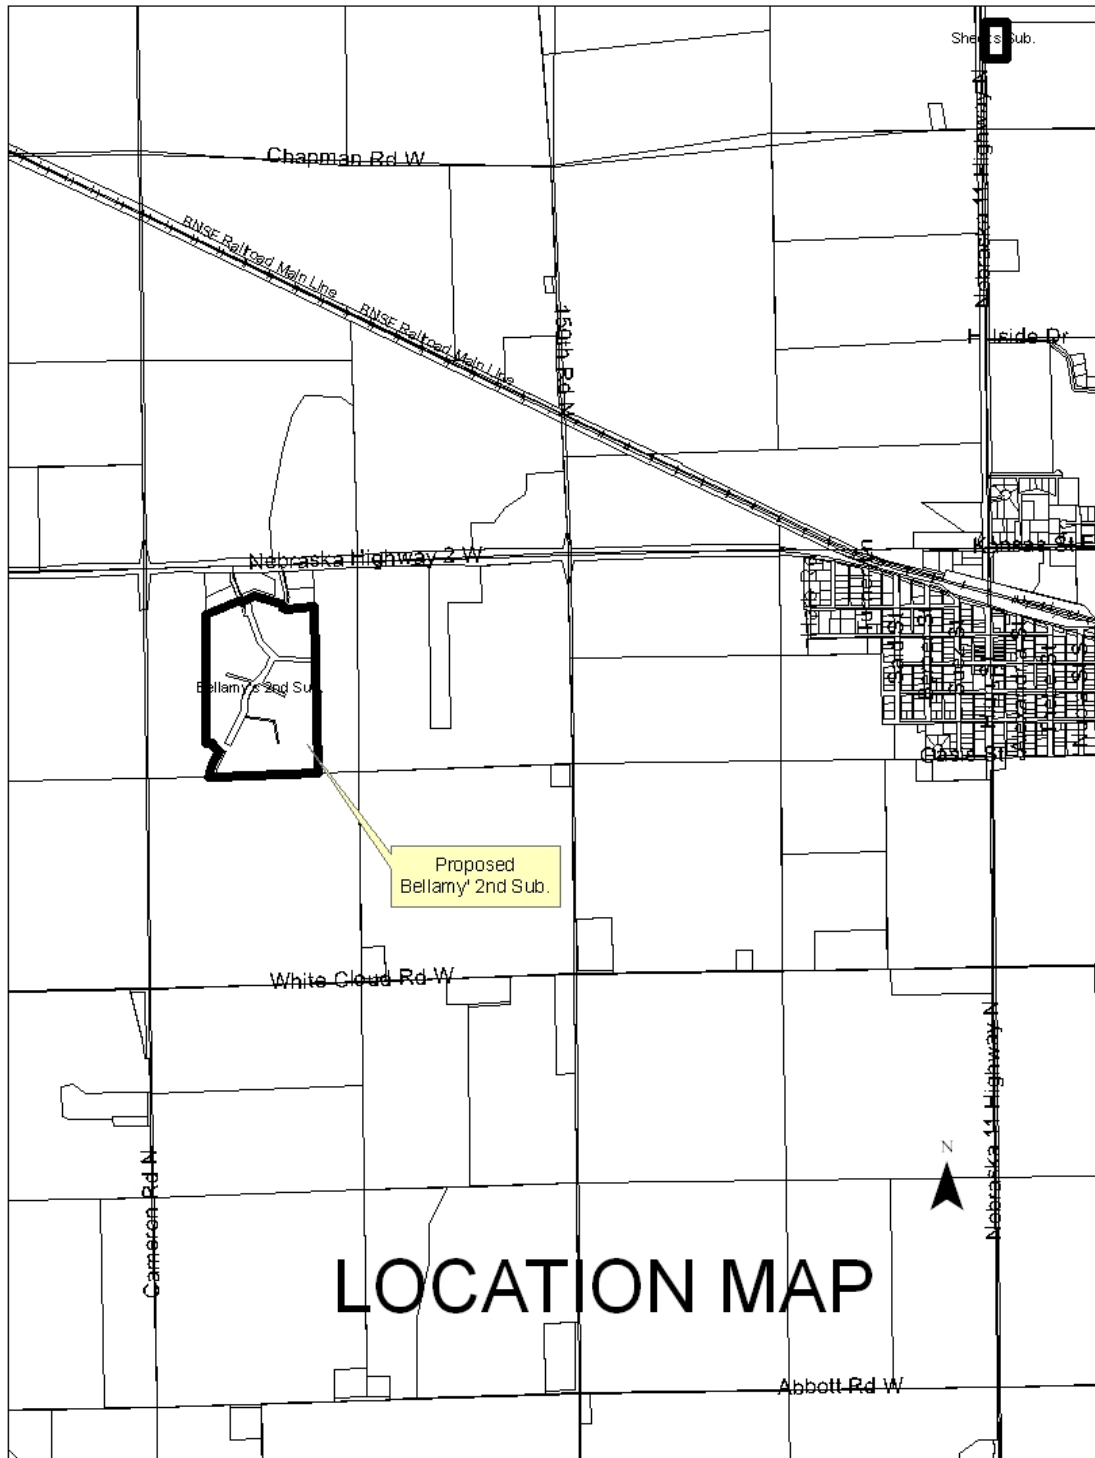 Sheets Sub.
Chapman Rd W
Nebraska 11 Highway N
BNSF Railroad Main Line
BNSF Railroad Main Line
150th Rd N
Hillside Dr
Nebraska Highway 2 W
Kansas St E
Bellamy's 2nd Sub.
Oasis St
Proposed
Bellamy' 2nd Sub.
White Cloud Rd W
Nebraska 11 Highway N
N
Cameron Rd N
LOCATION MAP
Abbott Rd W